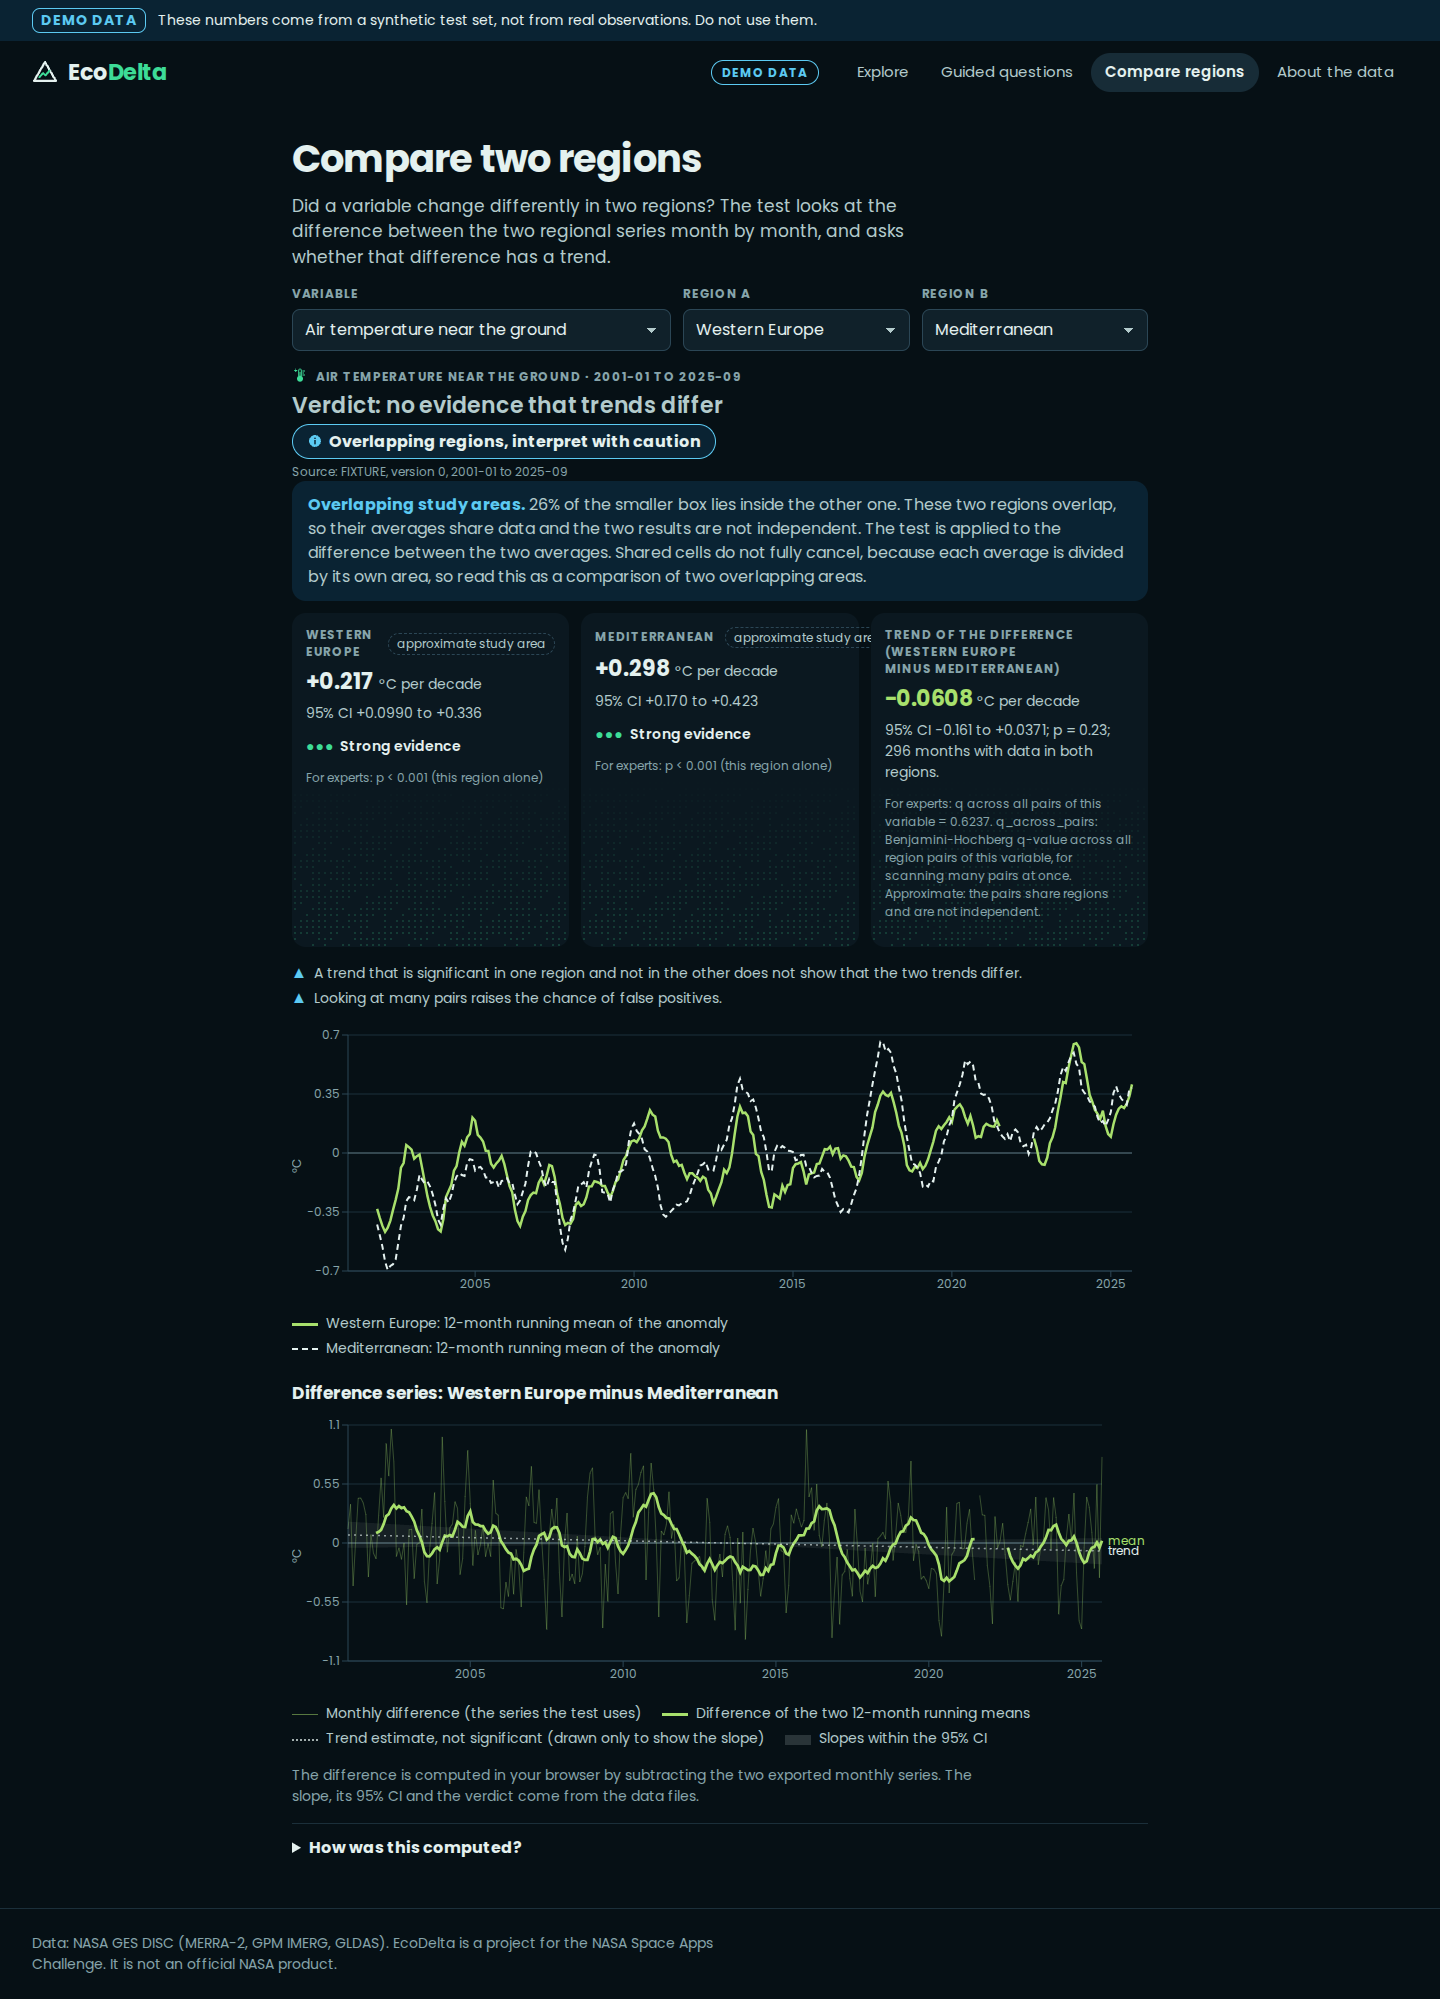 DEMO DATA These numbers come from a synthetic test set, not from real observations. Do not use them.
EcoDelta
DEMO DATA Explore Guided questions Compare regions About the data
Compare two regions
Did a variable change differently in two regions? The test looks at the
difference between the two regional series month by month, and asks
whether that difference has a trend.
VARIABLE REGION A REGION B
Air temperature near the ground Western Europe Mediterranean
AIR TEMPERATURE NEAR THE GROUND · 2001-01 TO 2025-09
Verdict: no evidence that trends differ
Overlapping regions, interpret with caution
Source: FIXTURE, version 0, 2001-01 to 2025-09
Overlapping study areas. 26% of the smaller box lies inside the other one. These two regions overlap,
so their averages share data and the two results are not independent. The test is applied to the
difference between the two averages. Shared cells do not fully cancel, because each average is divided
by its own area, so read this as a comparison of two overlapping areas.
WESTERN
EUROPE
approximate study area
+0.217 °C per decade
95% CI +0.0990 to +0.336
Strong evidence
For experts: p < 0.001 (this region alone)
MEDITERRANEAN approximate study are
+0.298 °C per decade
95% CI +0.170 to +0.423
Strong evidence
For experts: p < 0.001 (this region alone)
TREND OF THE DIFFERENCE
(WESTERN EUROPE
MINUS MEDITERRANEAN)
−0.0608 °C per decade
95% CI −0.161 to +0.0371; p = 0.23;
296 months with data in both
regions.
For experts: q across all pairs of this
variable = 0.6237. q_across_pairs:
Benjamini-Hochberg q-value across all
region pairs of this variable, for
scanning many pairs at once.
Approximate: the pairs share regions
and are not independent.
▲ A trend that is significant in one region and not in the other does not show that the two trends differ.
▲ Looking at many pairs raises the chance of false positives.
0.7
0.35
0
°C
−0.35
−0.7
2005 2010 2015 2020 2025
Western Europe: 12-month running mean of the anomaly
Mediterranean: 12-month running mean of the anomaly
Difference series: Western Europe minus Mediterranean
1.1
0.55
0
°C
−0.55
−1.1
mean
trend
2005 2010 2015 2020 2025
Monthly difference (the series the test uses) Difference of the two 12-month running means
Trend estimate, not significant (drawn only to show the slope) Slopes within the 95% CI
The difference is computed in your browser by subtracting the two exported monthly series. The
slope, its 95% CI and the verdict come from the data files.
▶ How was this computed?
Data: NASA GES DISC (MERRA-2, GPM IMERG, GLDAS). EcoDelta is a project for the NASA Space Apps
Challenge. It is not an official NASA product.